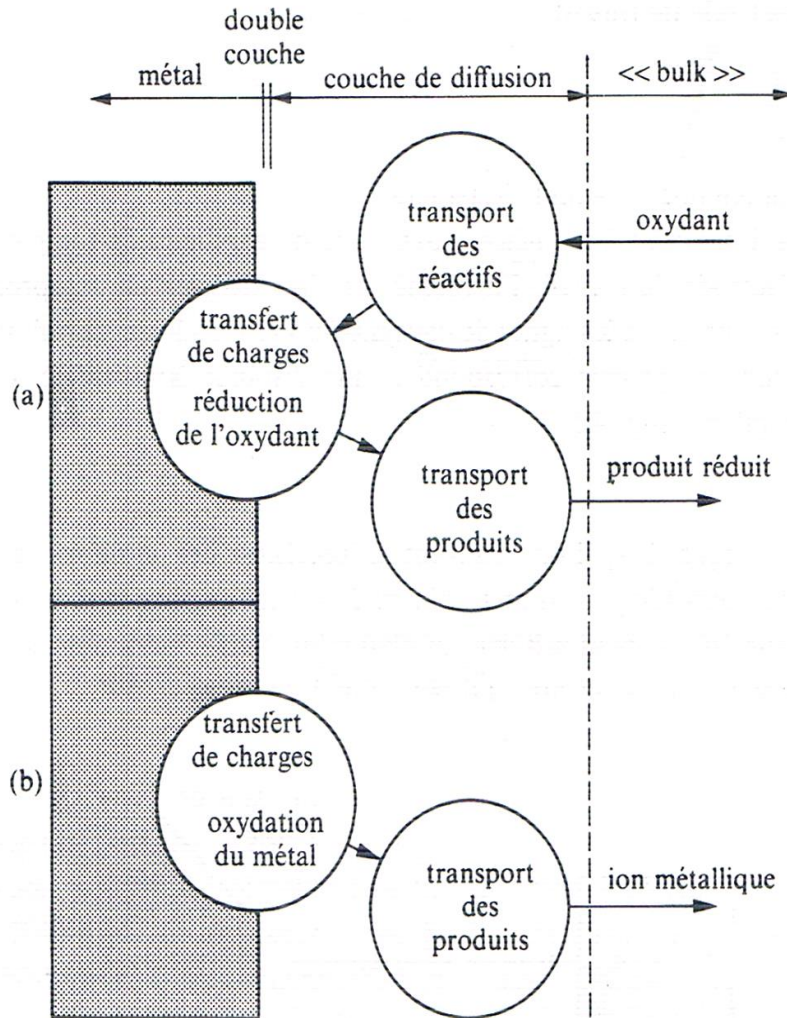 double
couche
métal
couche de diffusion
<< bulk >>
transport
des
réactifs
oxydant
(a)
transfert
de charges
réduction
de l'oxydant
transport
des
produits
produit réduit
(b)
transfert
de charges
oxydation
du métal
transport
des
produits
ion métallique